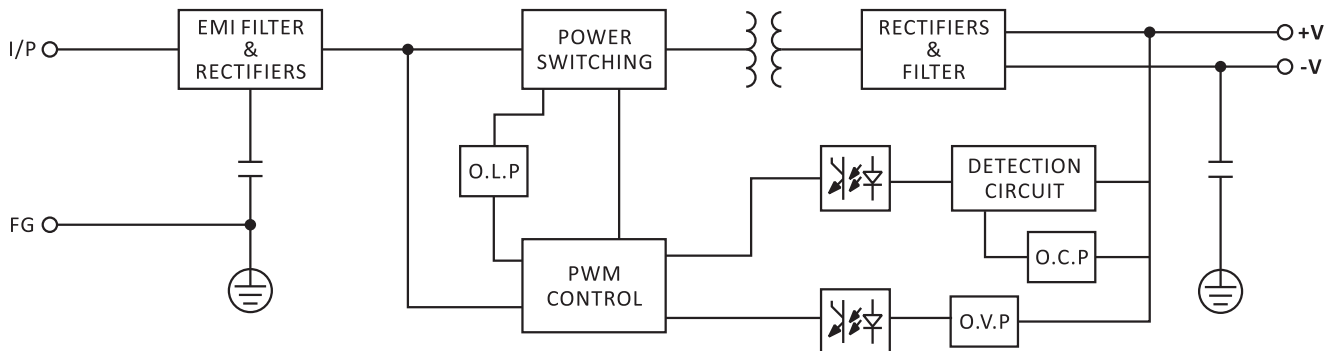 I/P
EMI FILTER
&
RECTIFIERS
POWER
SWITCHING
RECTIFIERS
&
FILTER
+V
-V
O.L.P
DETECTION
CIRCUIT
FG
O.C.P
PWM
CONTROL
O.V.P